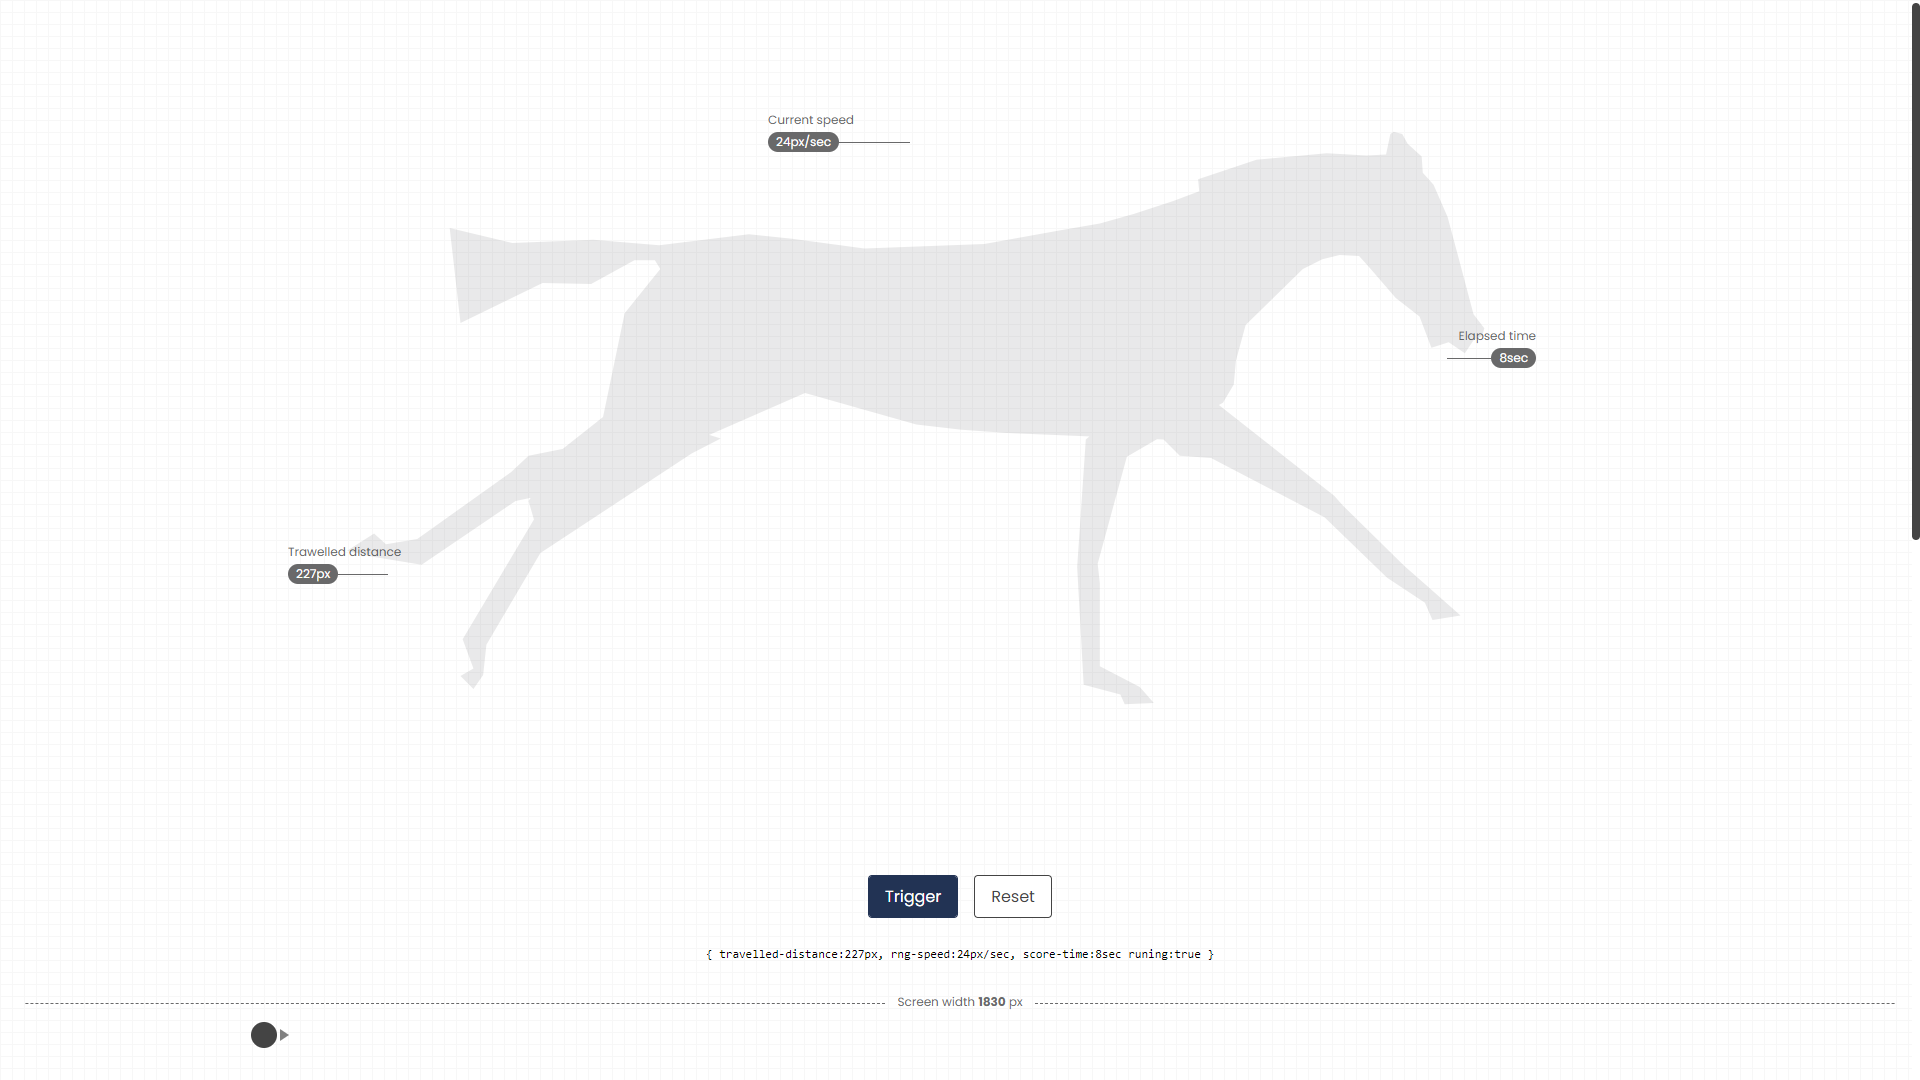 Current speed
24px/sec
Elapsed time
8sec
Trawelled distance
227px
Trigger
Reset
{ travelled-distance:227px, rng-speed:24px/sec, score-time:8sec runing:true }
Screen width 1830 px